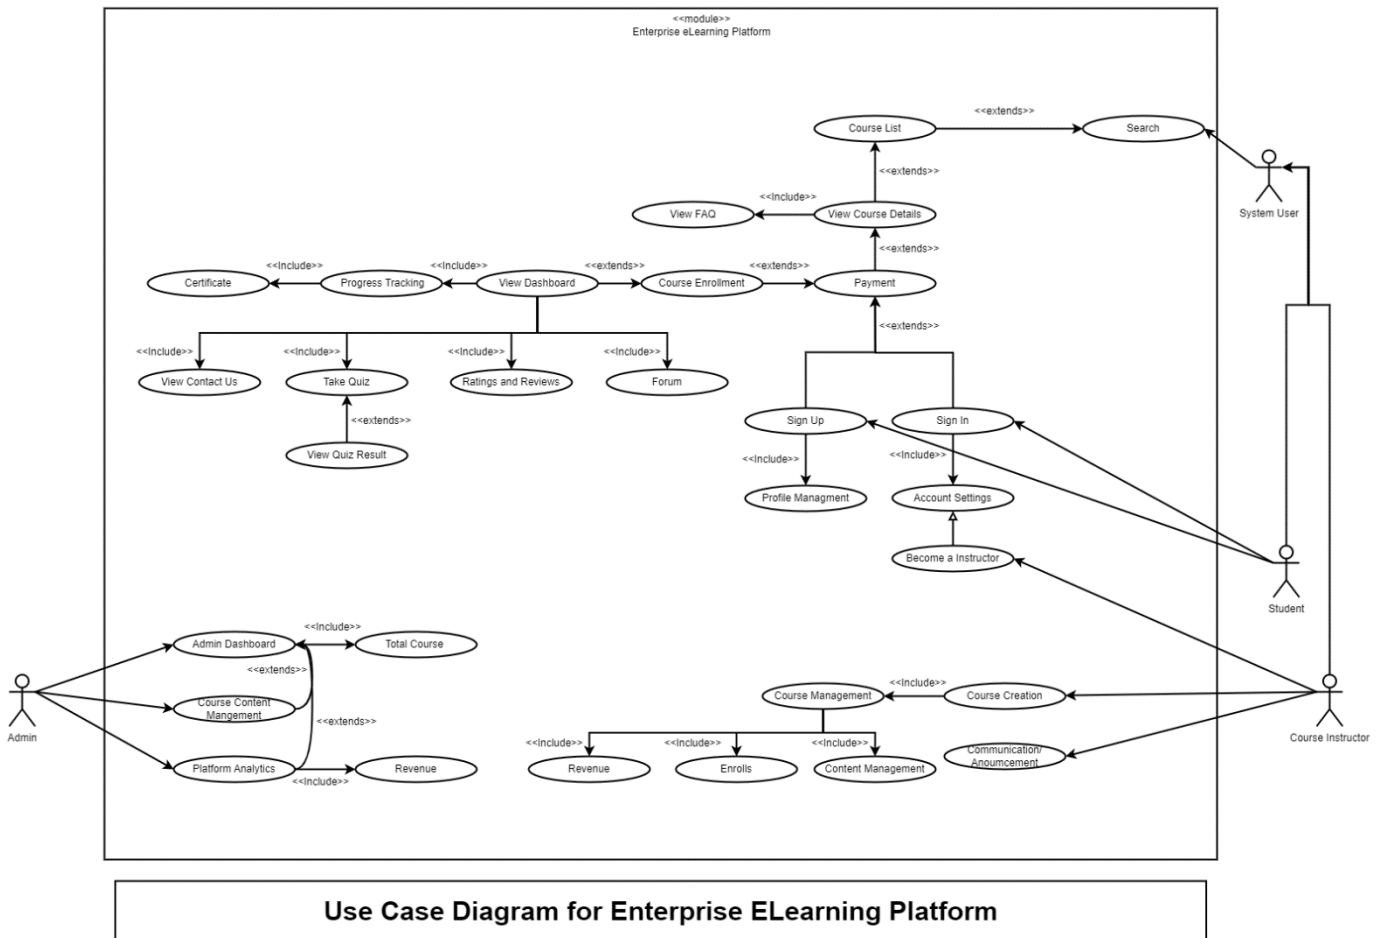 <<module>>
Enterprise eLearning Platform
<<extends>>
Course List
Search
<<extends>>
<<Include>>
View FAQ
View Course Details
System User
<<extends>>
<<Include>>
<<Include>>
<<extends>>
<<extends>>
Certificate
Progress Tracking
View Dashboard
Course Enrollment
Payment
<<extends>>
<<Include>>
<<Include>>
<<Include>>
<<Include>>
View Contact Us
Take Quiz
Ratings and Reviews
Forum
<<extends>>
Sign Up
Sign In
View Quiz Result
<<Include>>
<<Include>>
Profile Managment
Account Settings
Become a Instructor
Student
<<Include>>
Admin Dashboard
Total Course
<<extends>>
<<Include>>
Course Management
Course Creation
Course Content
Mangement
<<extends>>
Admin
Course Instructor
<<Include>>
<<Include>>
<<Include>>
Communication/
Anoumcement
Platform Analytics
Revenue
Revenue
Enrolls
Content Management
<<Include>>
Use Case Diagram for Enterprise ELearning Platform